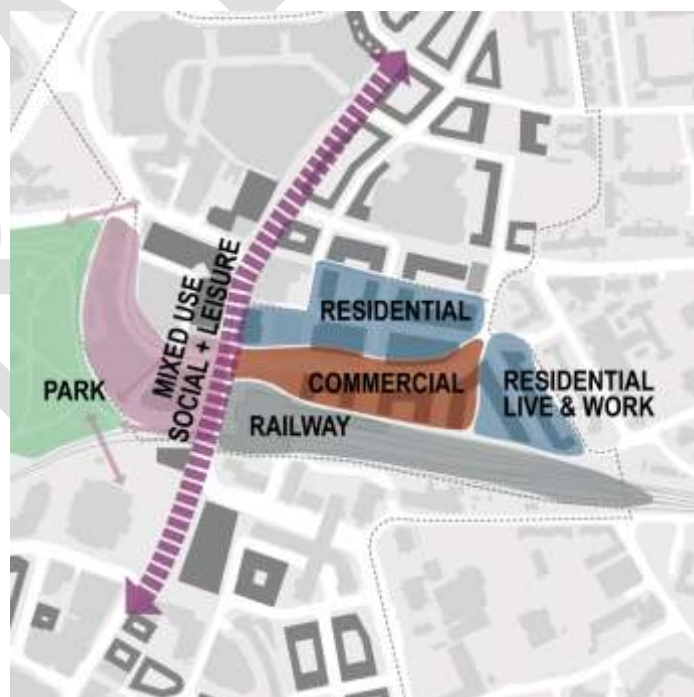 MIXED USE
SOCIAL + LEISURE
RESIDENTIAL
PARK
COMMERCIAL
RESIDENTIAL
LIVE & WORK
RAILWAY